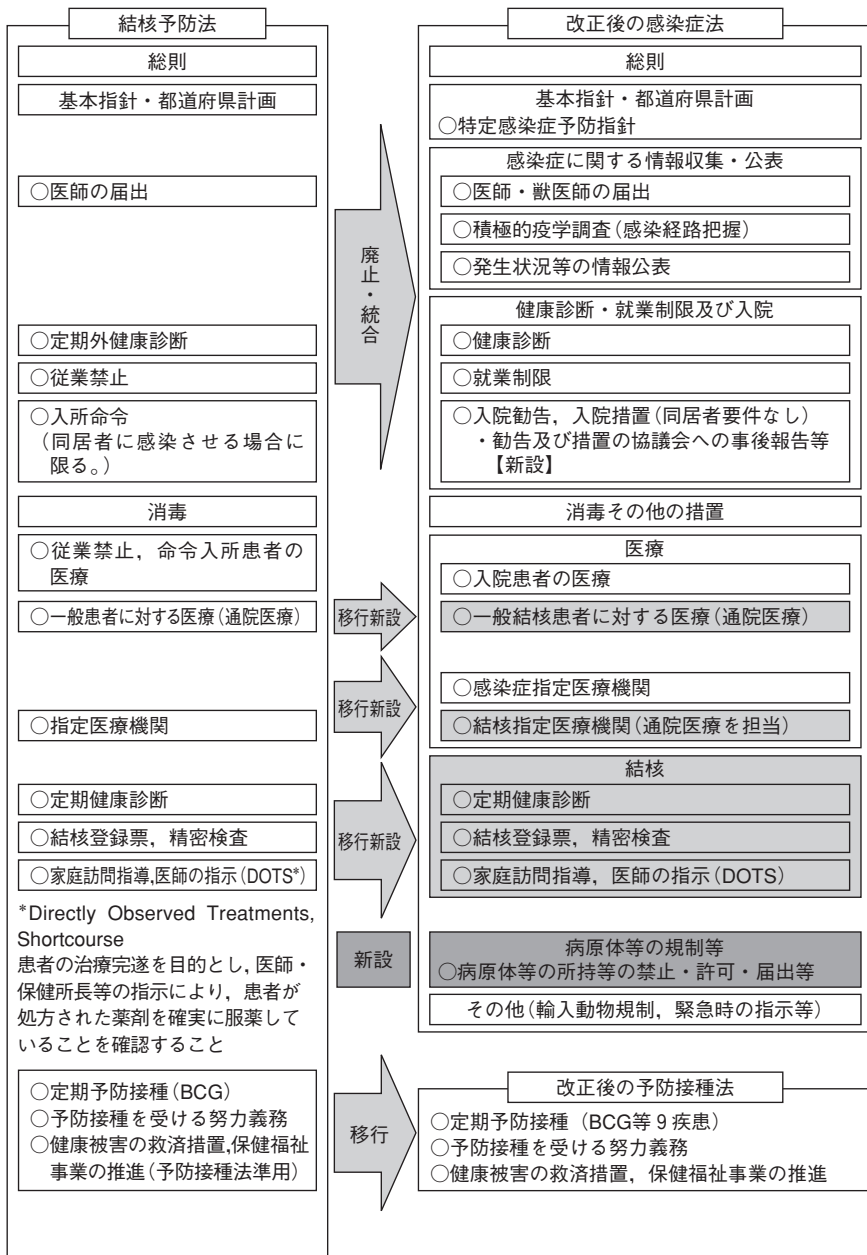 結核予防法
総則
基本指針・都道府県計画
○医師の届出
○定期外健康診断
○従業禁止
○入所命令
(同居者に感染させる場合に
限る。)
消毒
○従業禁止，命令入所患者の
医療
○一般患者に対する医療(通院医療)
○指定医療機関
○定期健康診断
○結核登録票，精密検査
○家庭訪問指導,医師の指示(DOTS*)
*Directly Observed Treatments,
Shortcourse
患者の治療完遂を目的とし，医師・
保健所長等の指示により，患者が
処方された薬剤を確実に服薬して
いることを確認すること
○定期予防接種(BCG)
○予防接種を受ける努力義務
○健康被害の救済措置,保健福祉
事業の推進(予防接種法準用)
廃止・統合
移行新設
移行新設
移行新設
新設
移行
改正後の感染症法
総則
基本指針・都道府県計画
○特定感染症予防指針
感染症に関する情報収集・公表
○医師・獣医師の届出
○積極的疫学調査(感染経路把握)
○発生状況等の情報公表
健康診断・就業制限及び入院
○健康診断
○就業制限
○入院勧告，入院措置(同居者要件なし)
・勧告及び措置の協議会への事後報告等
【新設】
消毒その他の措置
医療
○入院患者の医療
○一般結核患者に対する医療(通院医療)
○感染症指定医療機関
○結核指定医療機関(通院医療を担当)
結核
○定期健康診断
○結核登録票，精密検査
○家庭訪問指導，医師の指示(DOTS)
病原体等の規制等
○病原体等の所持等の禁止・許可・届出等
その他(輸入動物規制，緊急時の指示等)
改正後の予防接種法
○定期予防接種（BCG等9疾患）
○予防接種を受ける努力義務
○健康被害の救済措置，保健福祉事業の推進